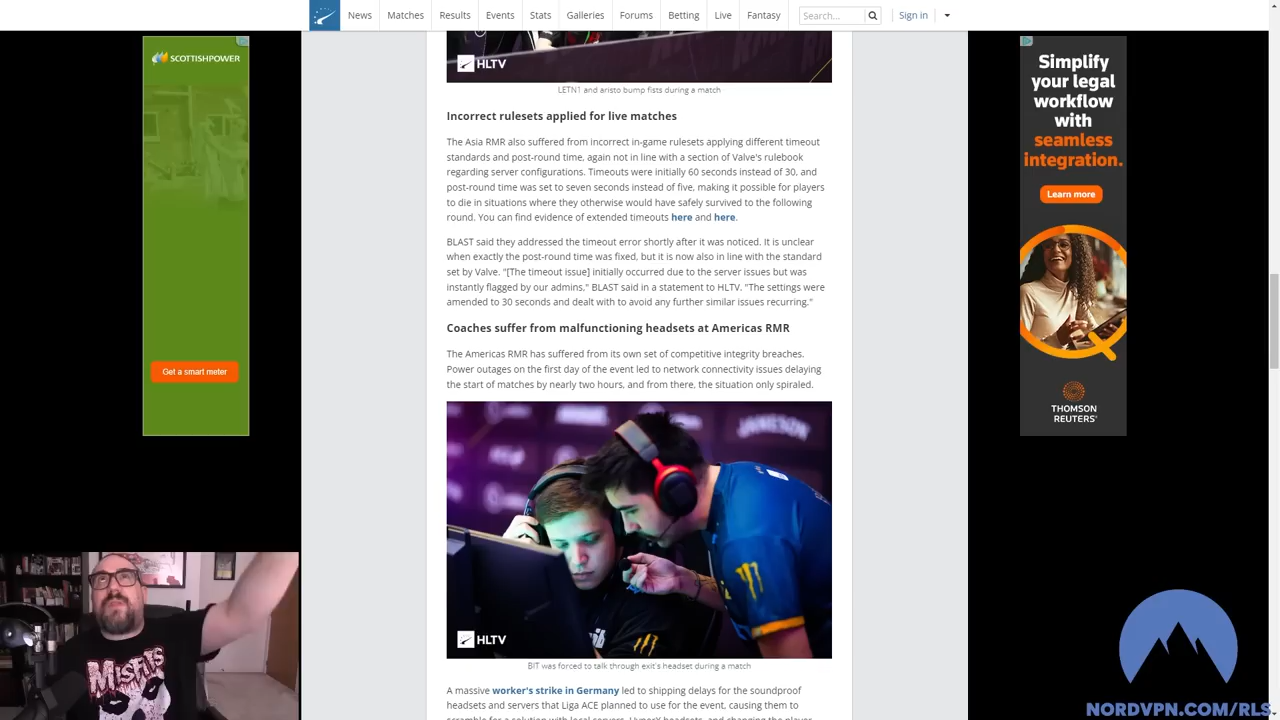 News Matches Results Events Stats Galleries Forums Betting Live Fantasy Search... Sign in
SCOTTISHPOWER
Get a smart meter
HLTV
LETN1 and aristo bump fists during a match
Incorrect rulesets applied for live matches
The Asia RMR also suffered from incorrect in-game rulesets applying different timeout
standards and post-round time, again not in line with a section of Valve's rulebook
regarding server configurations. Timeouts were initially 60 seconds instead of 30, and
post-round time was set to seven seconds instead of five, making it possible for players
to die in situations where they otherwise would have safely survived to the following
round. You can find evidence of extended timeouts here and here.
BLAST said they addressed the timeout error shortly after it was noticed. It is unclear
when exactly the post-round time was fixed, but it is now also in line with the standard
set by Valve. "[The timeout issue] initially occurred due to the server issues but was
instantly flagged by our admins." BLAST said in a statement to HLTV. "The settings were
amended to 30 seconds and dealt with to avoid any further similar issues recurring."
Coaches suffer from malfunctioning headsets at Americas RMR
The Americas RMR has suffered from its own set of competitive integrity breaches.
Power outages on the first day of the event led to network connectivity issues delaying
the start of matches by nearly two hours, and from there, the situation only spiraled.
HLTV
BIT was forced to talk through exit's headset during a match
A massive worker's strike in Germany led to shipping delays for the soundproof
headsets and servers that Liga ACE planned to use for the event, causing them to
scramble for a solution with local servers, HyperX headsets, and changing the player
Simplify
your legal
workflow
with
seamless
integration.
Learn more
THOMSON
REUTERS
MISFITS
NORDVPN.COM/RLS